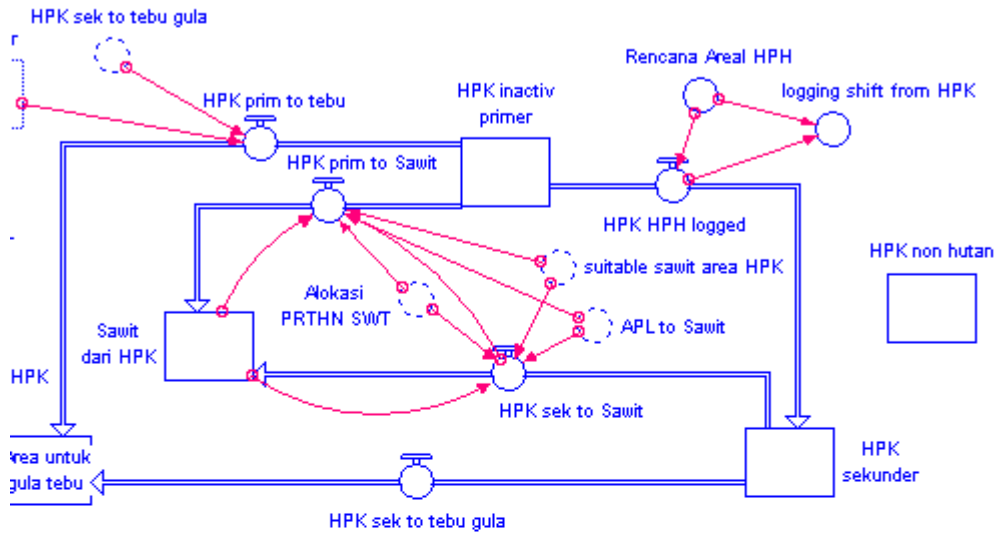 HPK sek to tebu gula
r
HPK prim to tebu
HPK inactiv
primer
Rencana Areal HPH
logging shift from HPK
HPK prim to Sawit
HPK HPH logged
HPK non hutan
suitable sawit area HPK
Alokasi
PRTHN SWT
APL to Sawit
Sawit
dari HPK
HPK
HPK sek to Sawit
Area untuk
gula tebu
HPK
sekunder
HPK sek to tebu gula